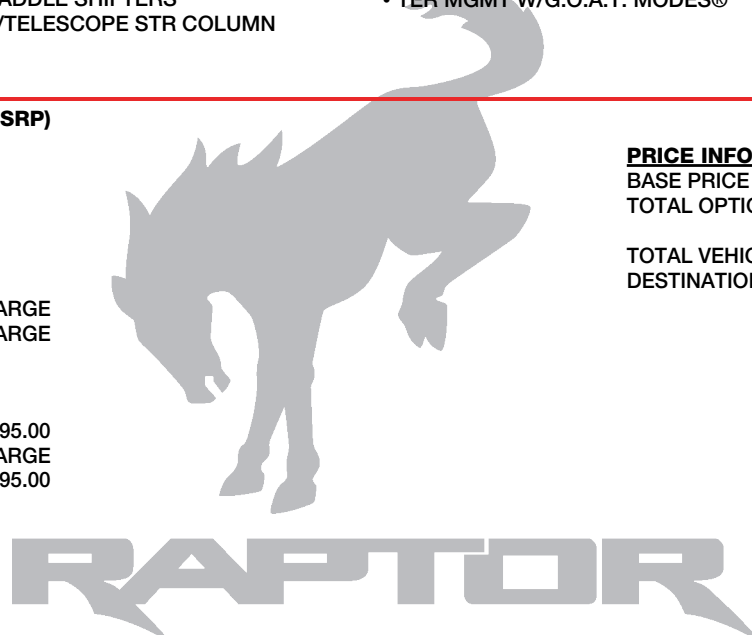 ADDLE SHIFTERS
/TELESCOPE STR COLUMN
• TER MGMT W/G.O.A.T. MODES®
SRP)
ARGE
ARGE
95.00
ARGE
95.00
PRICE INFO
BASE PRICE
TOTAL OPTIO
TOTAL VEHIC
DESTINATION
RAPTOR